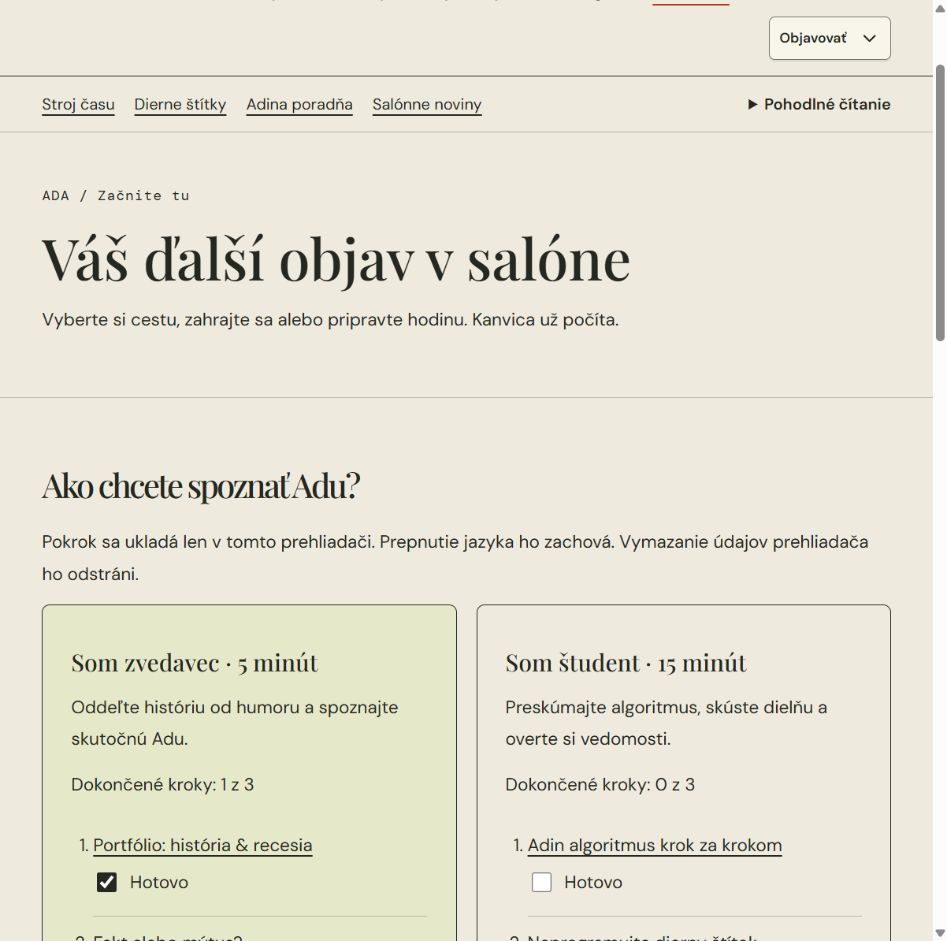 Objavovať
Stroj času
Dierne štítky
Adina poradňa
Salónne noviny
Pohodlné čítanie
ADA / Začnite tu
Váš ďalší objav v salóne
Vyberte si cestu, zahrajte sa alebo pripravte hodinu. Kanvica už počíta.
Ako chcete spoznať Adu?
Pokrok sa ukladá len v tomto prehliadači. Prepnutie jazyka ho zachová. Vymazanie údajov prehliadača
ho odstráni.
Som zvedavec · 5 minút
Oddeľte históriu od humoru a spoznajte
skutočnú Adu.
Dokončené kroky: 1 z 3
1. Portfólio: história & recesia
Hotovo
Som študent · 15 minút
Preskúmajte algoritmus, skúste dielňu a
overte si vedomosti.
Dokončené kroky: 0 z 3
1. Adin algoritmus krok za krokom
Hotovo